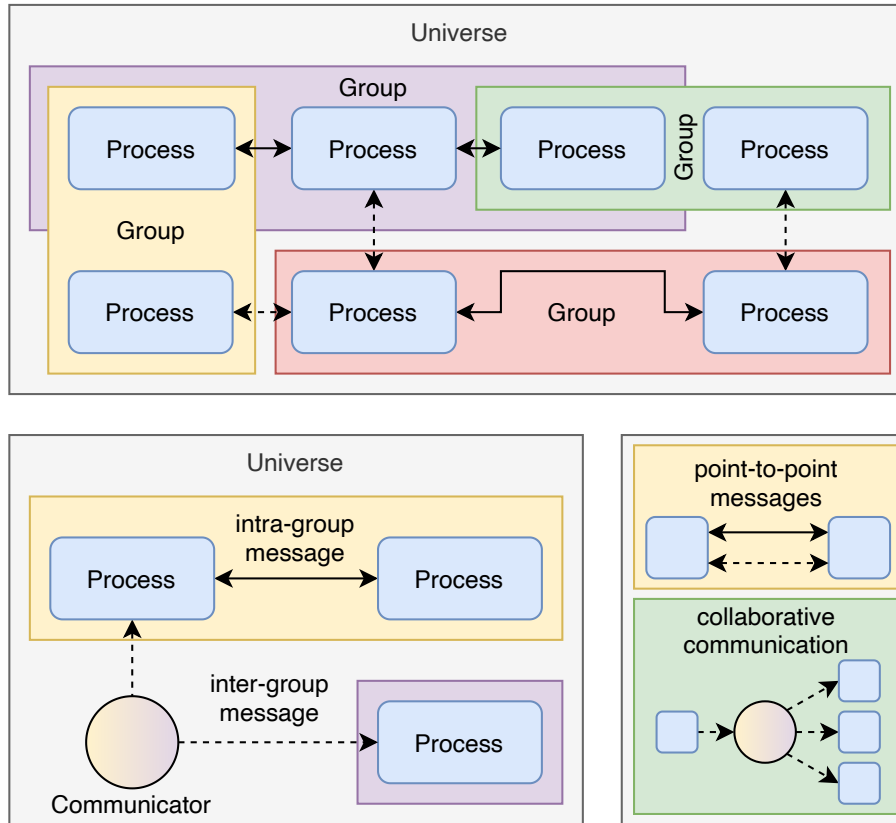 Universe
Group
Process
Process
Process
Group
Process
Group
Process
Process
Group
Process
Universe
intra-group
message
Process
Process
inter-group
message
Process
Communicator
point-to-point
messages
collaborative
communication